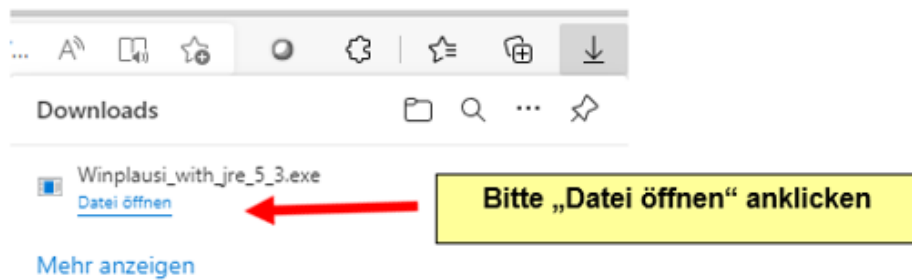 Downloads
Winplausi_with_jre_5_3.exe
Datei öffnen
Bitte „Datei öffnen“ anklicken
Mehr anzeigen